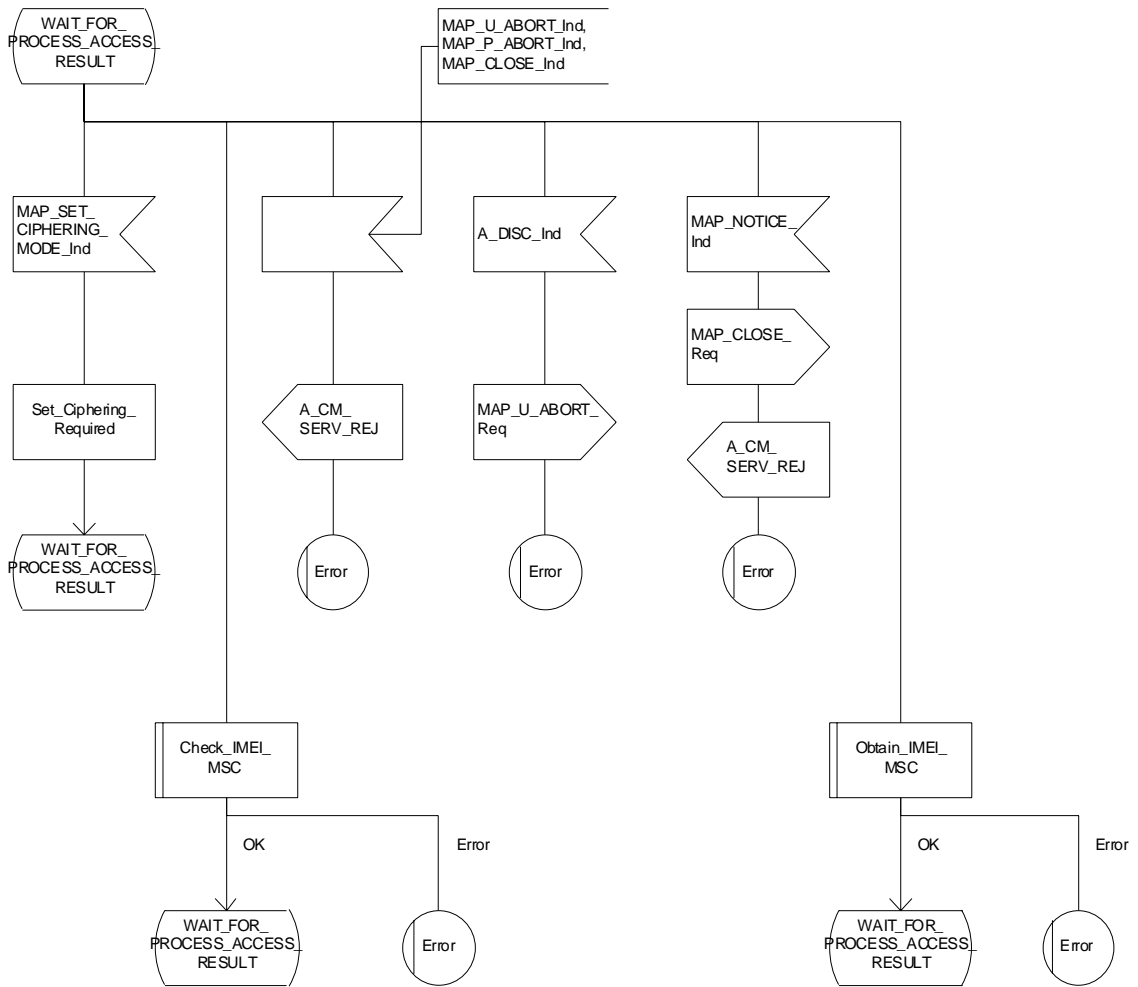 WAIT_FOR_
PROCESS_ACCESS_
RESULT
MAP_U_ABORT_Ind,
MAP_P_ABORT_Ind,
MAP_CLOSE_Ind
MAP_SET_
CIPHERING_
MODE_Ind
A_DISC_Ind
MAP_NOTICE_
Ind
MAP_CLOSE_
Req
Set_Ciphering_
Required
A_CM_
SERV_REJ
MAP_U_ABORT_
Req
A_CM_
SERV_REJ
WAIT_FOR_
PROCESS_ACCESS_
RESULT
Error
Error
Error
Check_IMEI_
MSC
Obtain_IMEI_
MSC
OK
Error
OK
Error
WAIT_FOR_
PROCESS_ACCESS_
RESULT
Error
WAIT_FOR_
PROCESS_ACCESS_
RESULT
Error